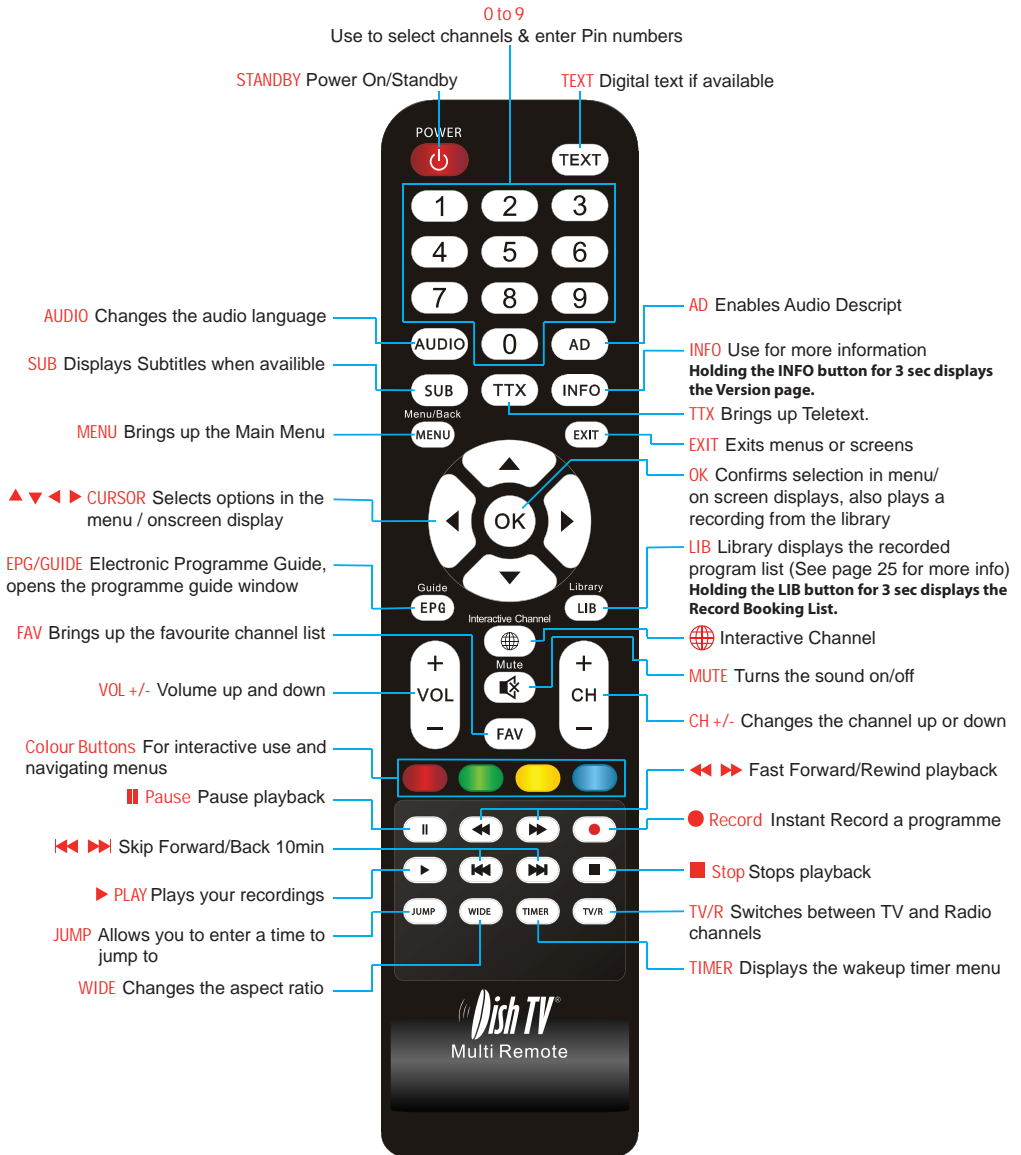 0 to 9
Use to select channels & enter Pin numbers
STANDBY Power On/Standby
TEXT Digital text if available
POWER
TEXT
1 2 3
4 5 6
7 8 9
AUDIO 0 AD
SUB TTX INFO
Menu/Back
MENU
EXIT
OK
Guide
EPG
Library
LIB
Interactive Channel
+
VOL
−
Mute
+
CH
−
FAV
JUMP WIDE TIMER TV/R
Dish TV®
Multi Remote
AUDIO Changes the audio language
SUB Displays Subtitles when availible
MENU Brings up the Main Menu
▲ ▼ ◀ ▶ CURSOR Selects options in the
menu / onscreen display
EPG/GUIDE Electronic Programme Guide,
opens the programme guide window
FAV Brings up the favourite channel list
VOL +/- Volume up and down
Colour Buttons For interactive use and
navigating menus
Pause Pause playback
Skip Forward/Back 10min
PLAY Plays your recordings
JUMP Allows you to enter a time to
jump to
WIDE Changes the aspect ratio
AD Enables Audio Descript
INFO Use for more information
Holding the INFO button for 3 sec displays
the Version page.
TTX Brings up Teletext.
EXIT Exits menus or screens
OK Confirms selection in menu/
on screen displays, also plays a
recording from the library
LIB Library displays the recorded
program list (See page 25 for more info)
Holding the LIB button for 3 sec displays the
Record Booking List.
Interactive Channel
MUTE Turns the sound on/off
CH +/- Changes the channel up or down
Fast Forward/Rewind playback
Record Instant Record a programme
Stop Stops playback
TV/R Switches between TV and Radio
channels
TIMER Displays the wakeup timer menu